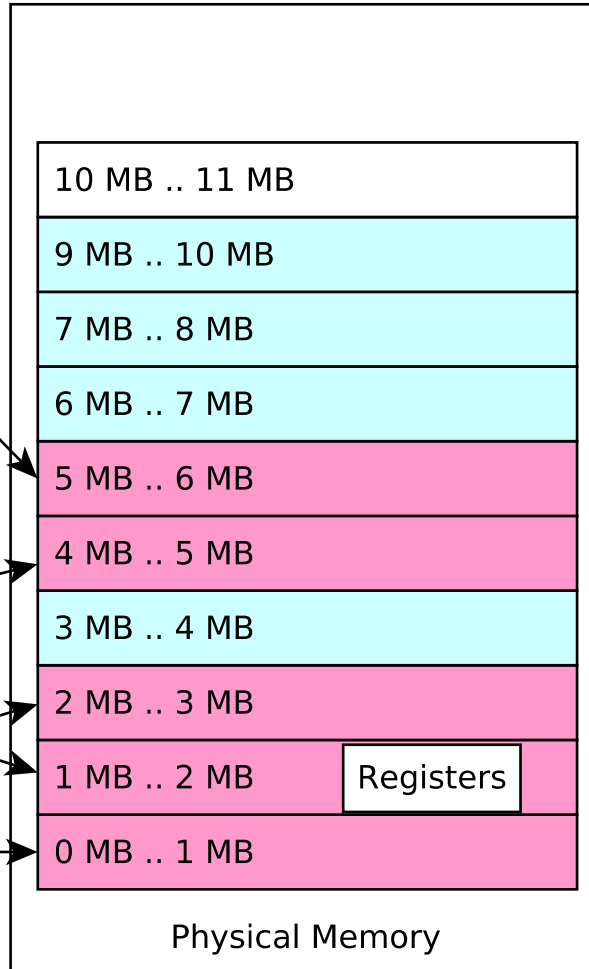 10 MB .. 11 MB
9 MB .. 10 MB
7 MB .. 8 MB
6 MB .. 7 MB
5 MB .. 6 MB
4 MB .. 5 MB
3 MB .. 4 MB
2 MB .. 3 MB
1 MB .. 2 MB Registers
0 MB .. 1 MB
Physical Memory